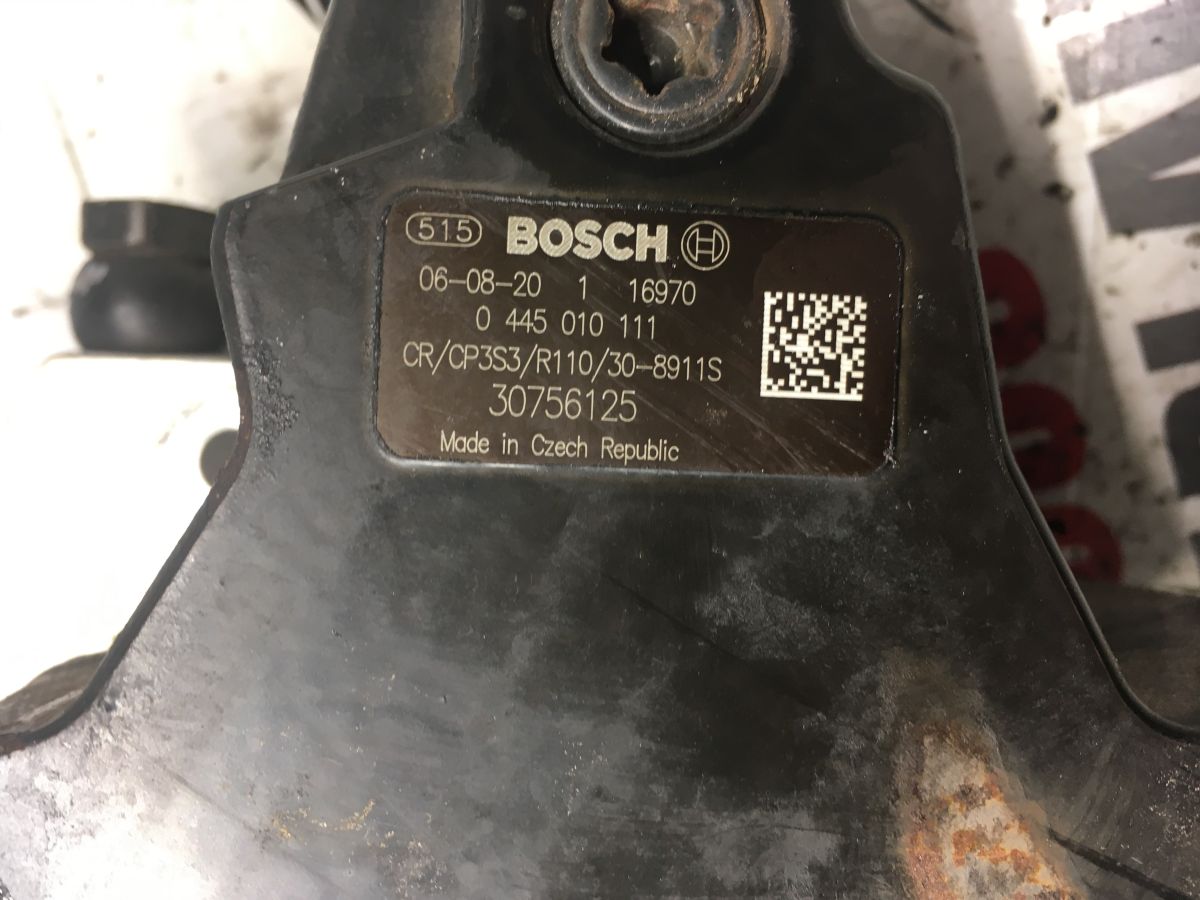 515 BOSCH
06-08-20 1 16970
0 445 010 111
CR/CP3S3/R110/30-8911S
30756125
Made in Czech Republic